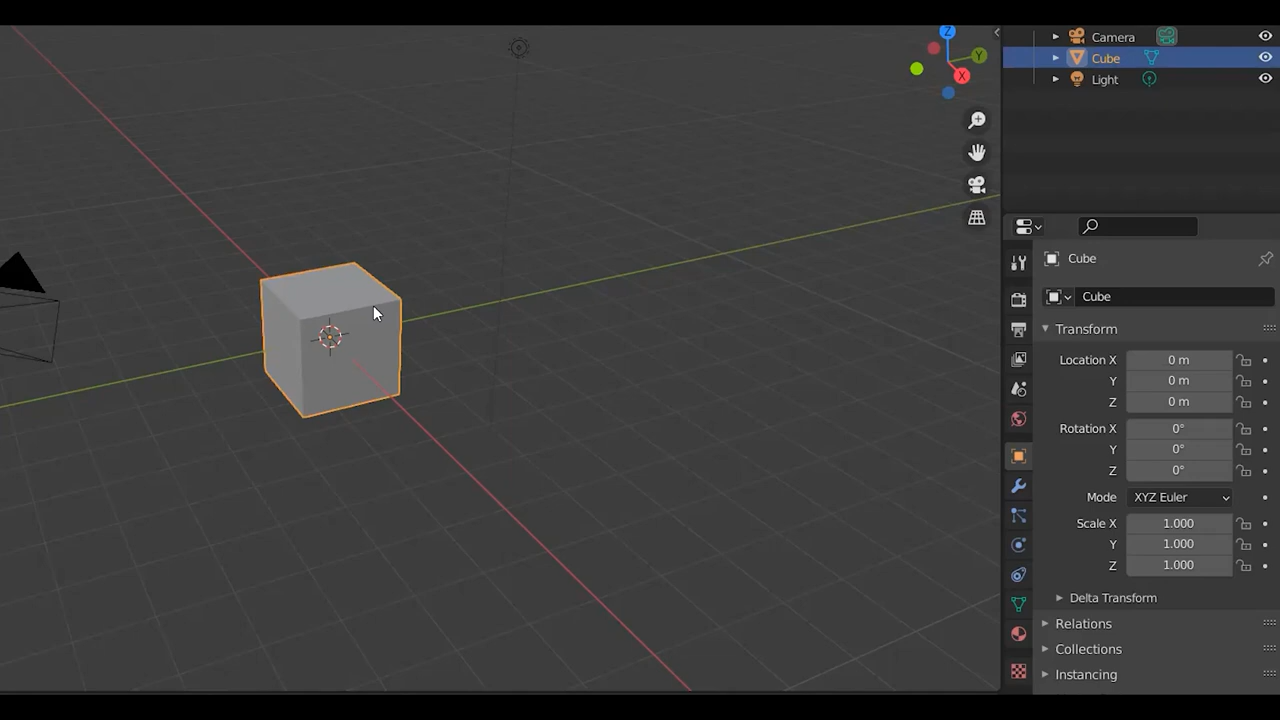 Camera
Cube
Light
Z
Y
X
Cube
Cube
Transform
Location X 0 m
Y 0 m
Z 0 m
Rotation X 0°
Y 0°
Z 0°
Mode XYZ Euler
Scale X 1.000
Y 1.000
Z 1.000
Delta Transform
Relations
Collections
Instancing